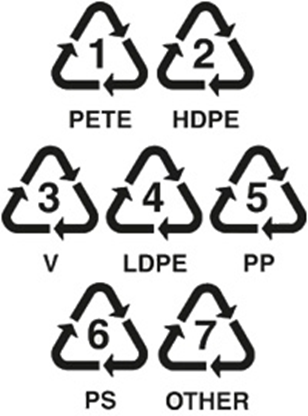 1 2
PETE HDPE
3 4 5
V LDPE PP
6 7
PS OTHER